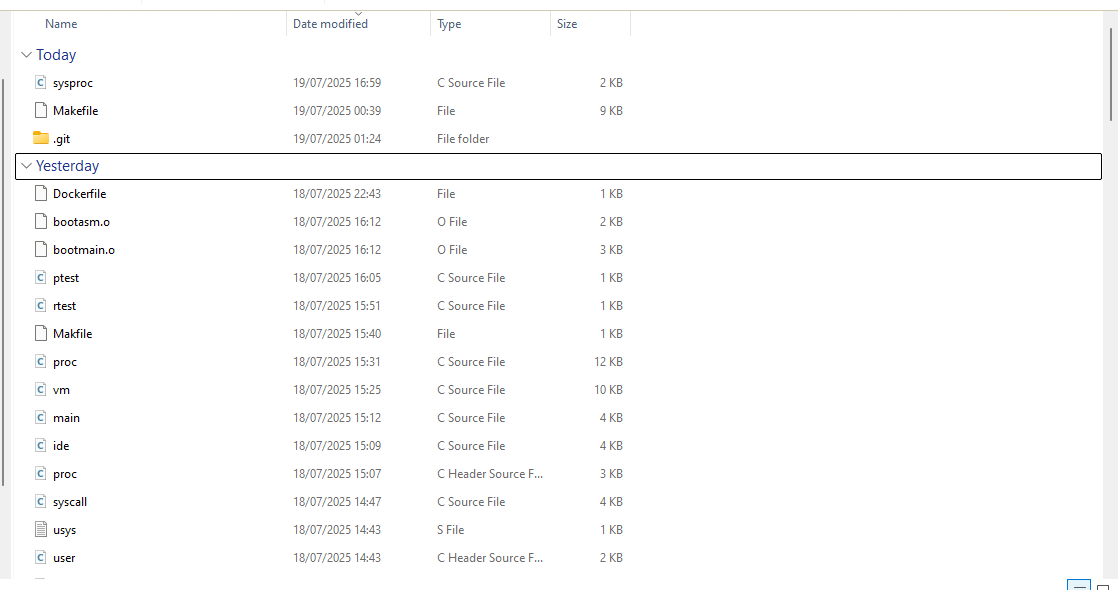 Name Date modified Type Size
Today
sysproc 19/07/2025 16:59 C Source File 2 KB
Makefile 19/07/2025 00:39 File 9 KB
.git 19/07/2025 01:24 File folder
Yesterday
Dockerfile 18/07/2025 22:43 File 1 KB
bootasm.o 18/07/2025 16:12 O File 2 KB
bootmain.o 18/07/2025 16:12 O File 3 KB
ptest 18/07/2025 16:05 C Source File 1 KB
rtest 18/07/2025 15:51 C Source File 1 KB
Makfile 18/07/2025 15:40 File 1 KB
proc 18/07/2025 15:31 C Source File 12 KB
vm 18/07/2025 15:25 C Source File 10 KB
main 18/07/2025 15:12 C Source File 4 KB
ide 18/07/2025 15:09 C Source File 4 KB
proc 18/07/2025 15:07 C Header Source F... 3 KB
syscall 18/07/2025 14:47 C Source File 4 KB
usys 18/07/2025 14:43 S File 1 KB
user 18/07/2025 14:43 C Header Source F... 2 KB